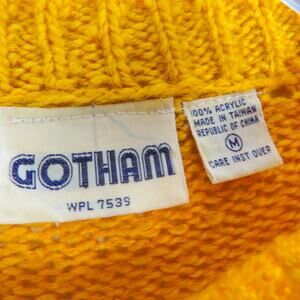 GOTHAM
WPL 7539
100% ACRYLIC
MADE IN TAIWAN
REPUBLIC OF CHINA
M
CARE INST OVER